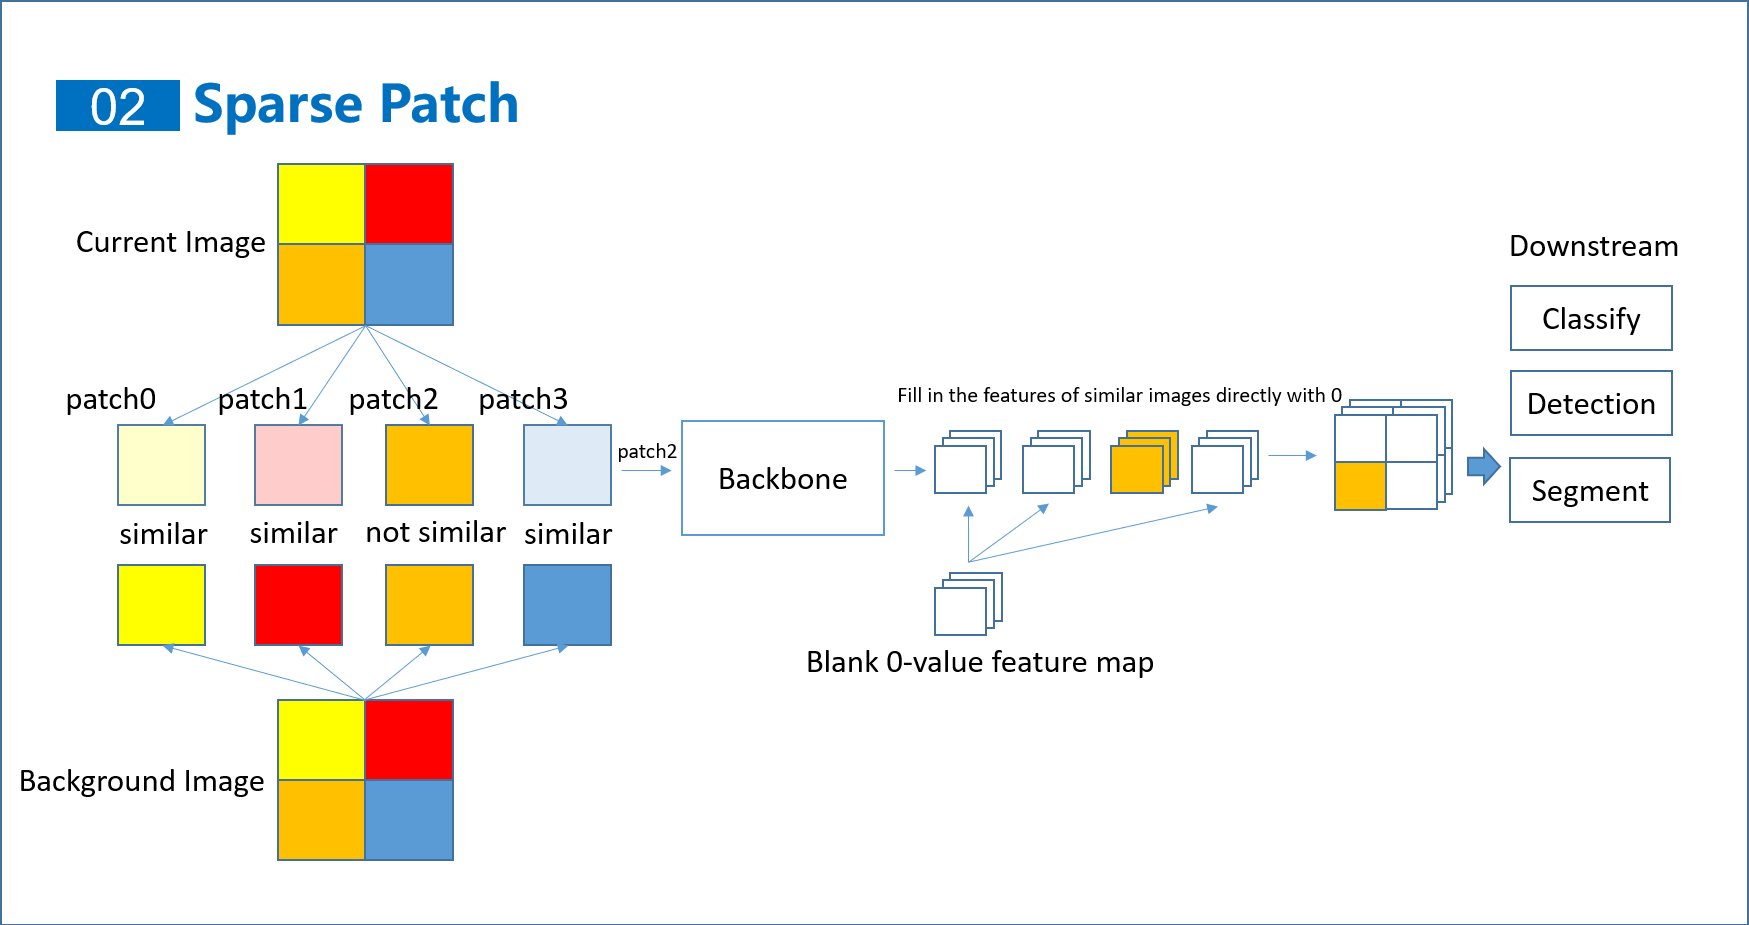 02 Sparse Patch
Current Image
patch0 patch1 patch2 patch3
similar similar not similar similar
Background Image
patch2
Backbone
Fill in the features of similar images directly with 0
Blank 0-value feature map
Downstream
Classify
Detection
Segment